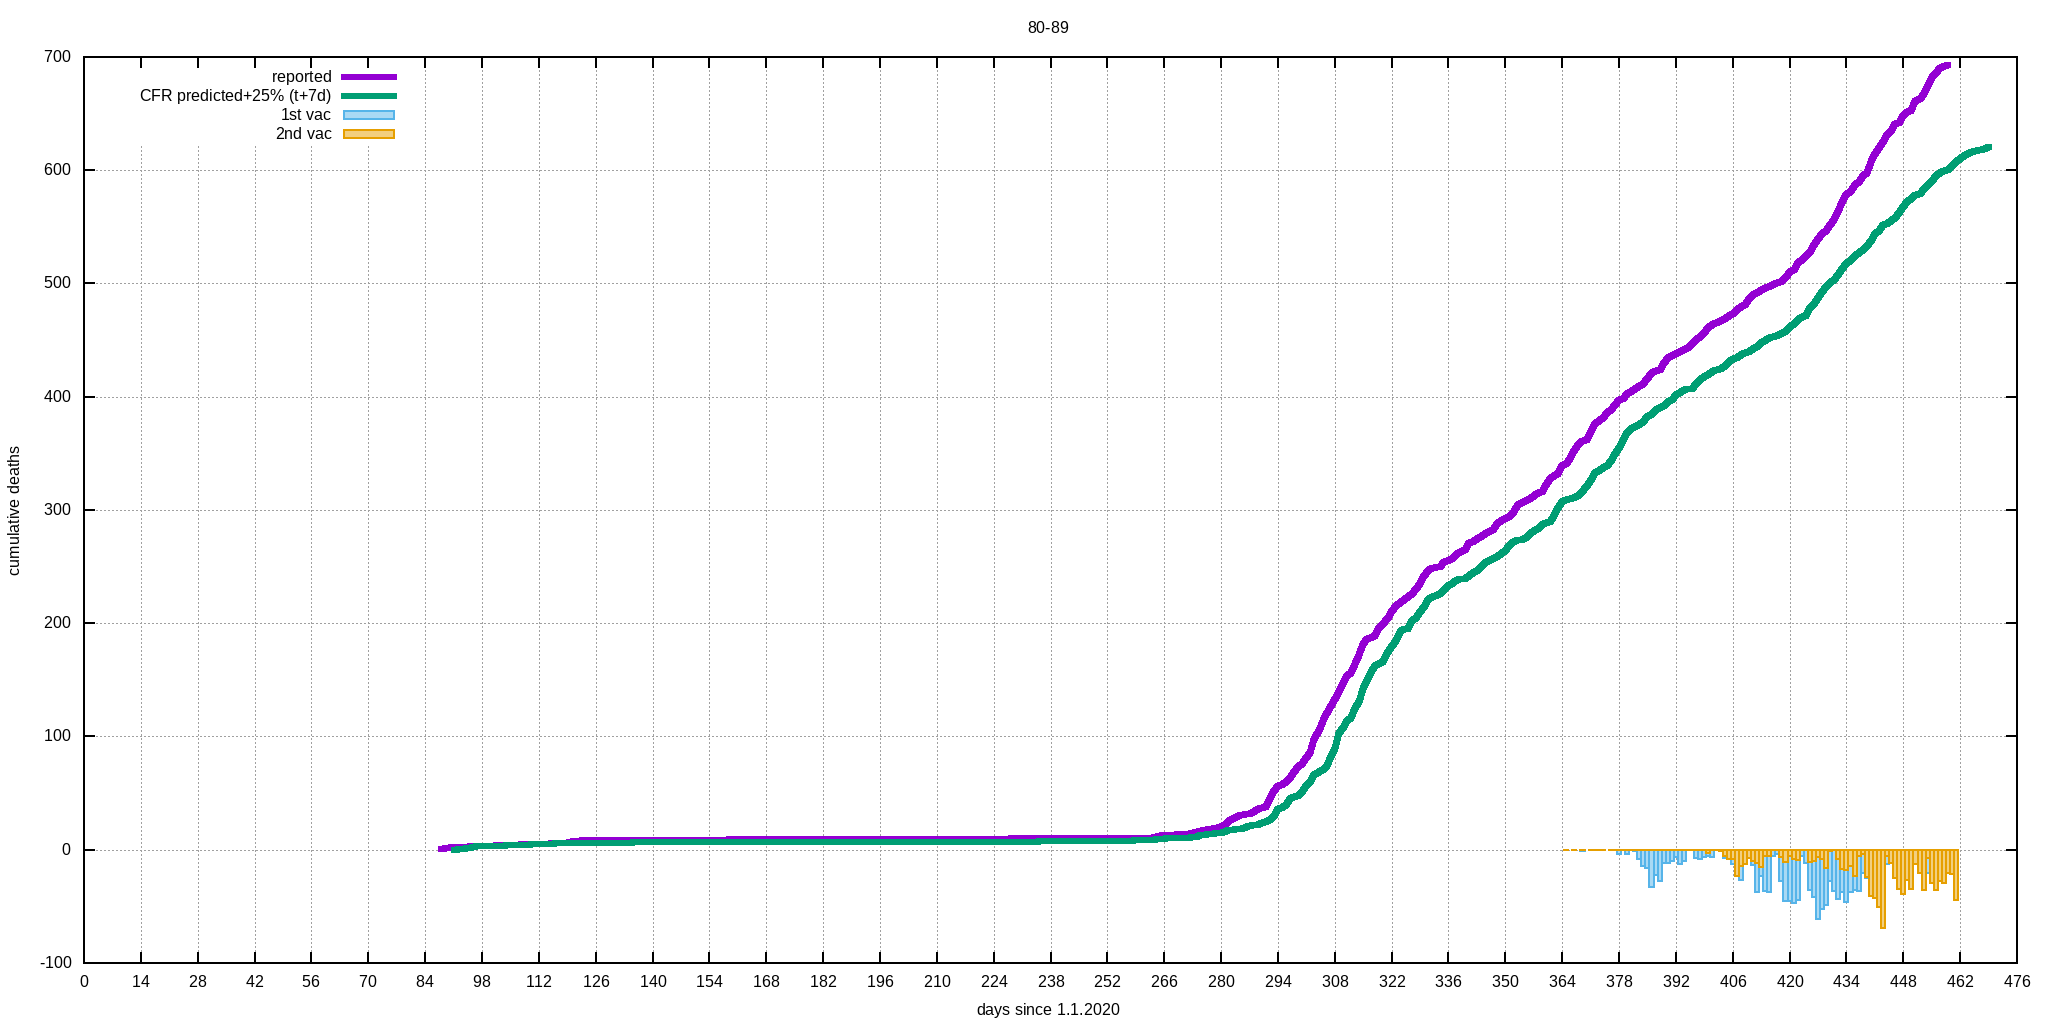 80-89
reported
CFR predicted+25% (t+7d)
1st vac
2nd vac
700
600
500
400
300
200
100
0
-100
cumulative deaths
0 14 28 42 56 70 84 98 112 126 140 154 168 182 196 210 224 238 252 266 280 294 308 322 336 350 364 378 392 406 420 434 448 462 476
days since 1.1.2020